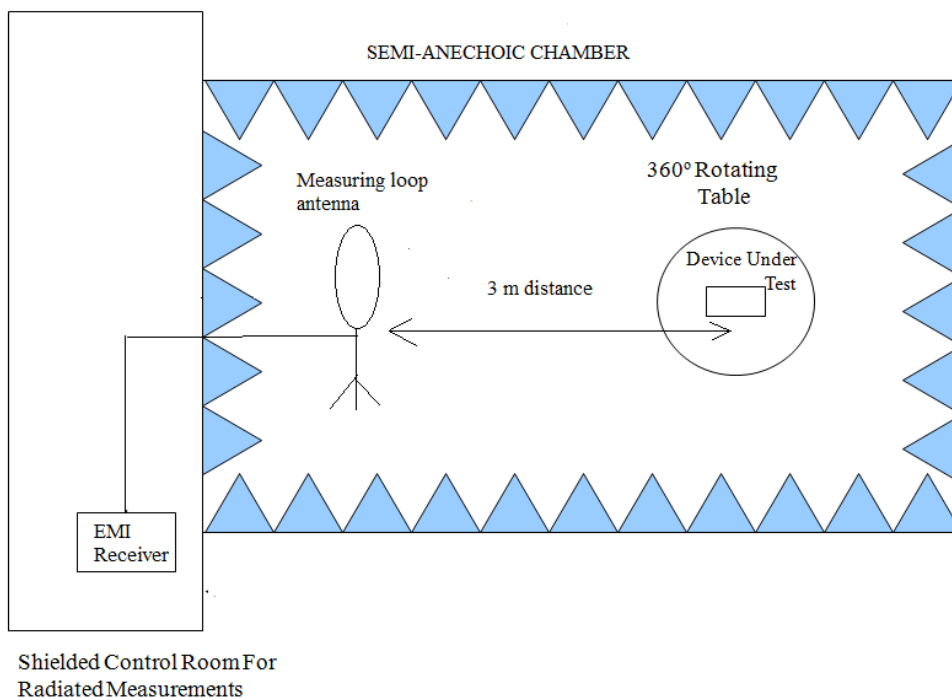 SEMI-ANECHOIC CHAMBER
Measuring loop
antenna
360º Rotating
Table
Device Under
Test
3 m distance
EMI
Receiver
Shielded Control Room For
Radiated Measurements